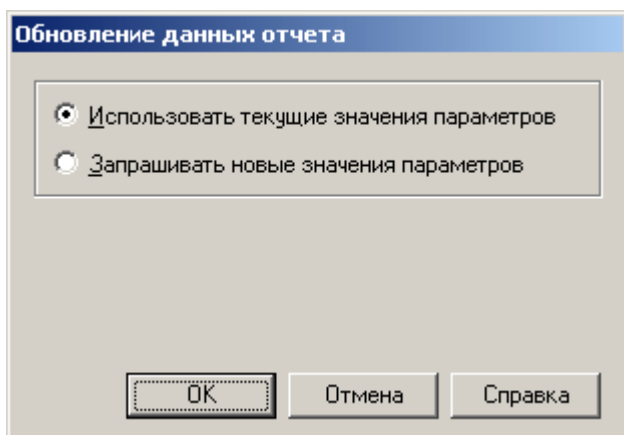 Обновление данных отчета
Использовать текущие значения параметров
Запрашивать новые значения параметров
OK
Отмена
Справка